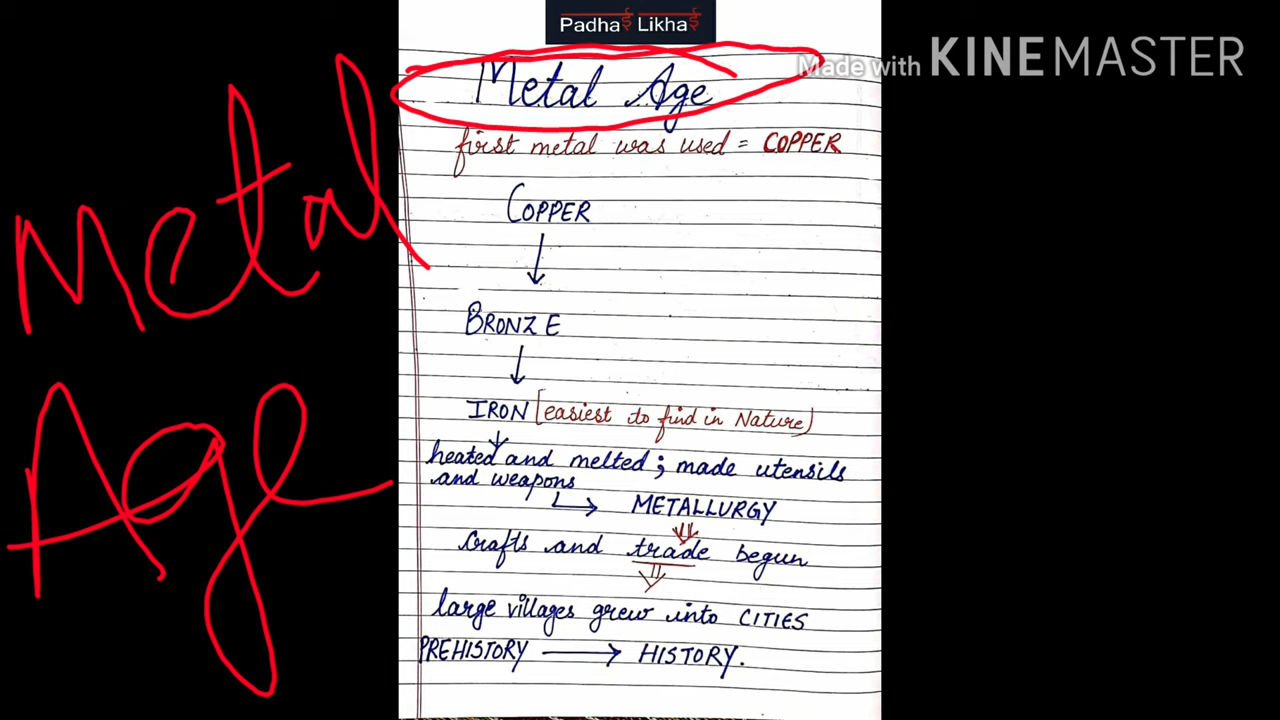 Padhaई Likhaई
Made with KINEMASTER
Metal Age
Metal
Age
first metal was used = COPPER
COPPER
BRONZE
IRON [easiest to find in Nature)
heated and melted ; made utensils
and weapons
METALLURGY
crafts and trade begun
large villages grew into CITIES
PREHISTORY → HISTORY.